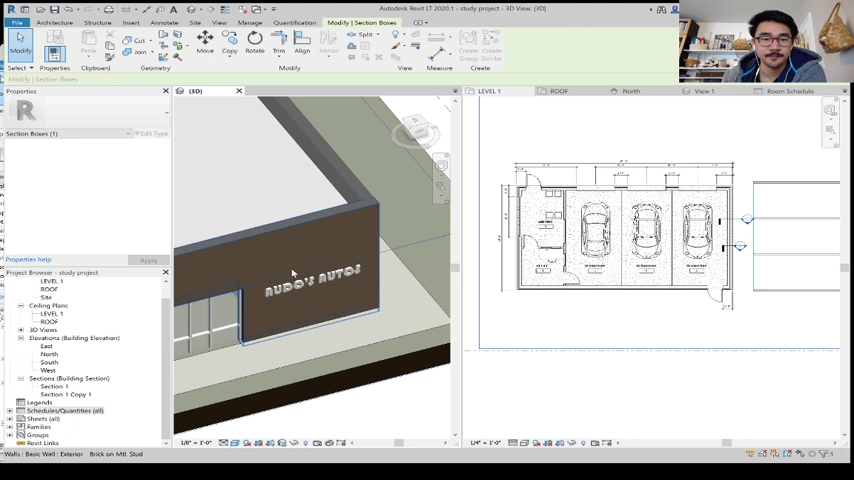 Autodesk Revit LT 2020.1 - study project - 3D View: {3D}
File Architecture Structure Insert Annotate Site View Manage Quantification Modify | Section Boxes
Modify Properties Paste Cut Join Move Copy Rotate Trim Align Mirror Split Measure Create Group Create Similar
Select Properties Clipboard Geometry Modify View Measure Create
Modify | Section Boxes
Properties {3D} LEVEL 1 ROOF North View 1 Room Schedule
Section Boxes (1) Edit Type
NUDO'S AUTOS
Properties help Apply
Project Browser - study project
LEVEL 1
ROOF
Site
Ceiling Plans
LEVEL 1
ROOF
3D Views
Elevations (Building Elevation)
East
North
South
West
Sections (Building Section)
Section 1
Section 1 Copy 1
Legends
Schedules/Quantities (all)
Sheets (all)
Families
Groups
Revit Links
1/8" = 1'-0" 1/4" = 1'-0"
Walls : Basic Wall : Exterior Brick on Mtl. Stud